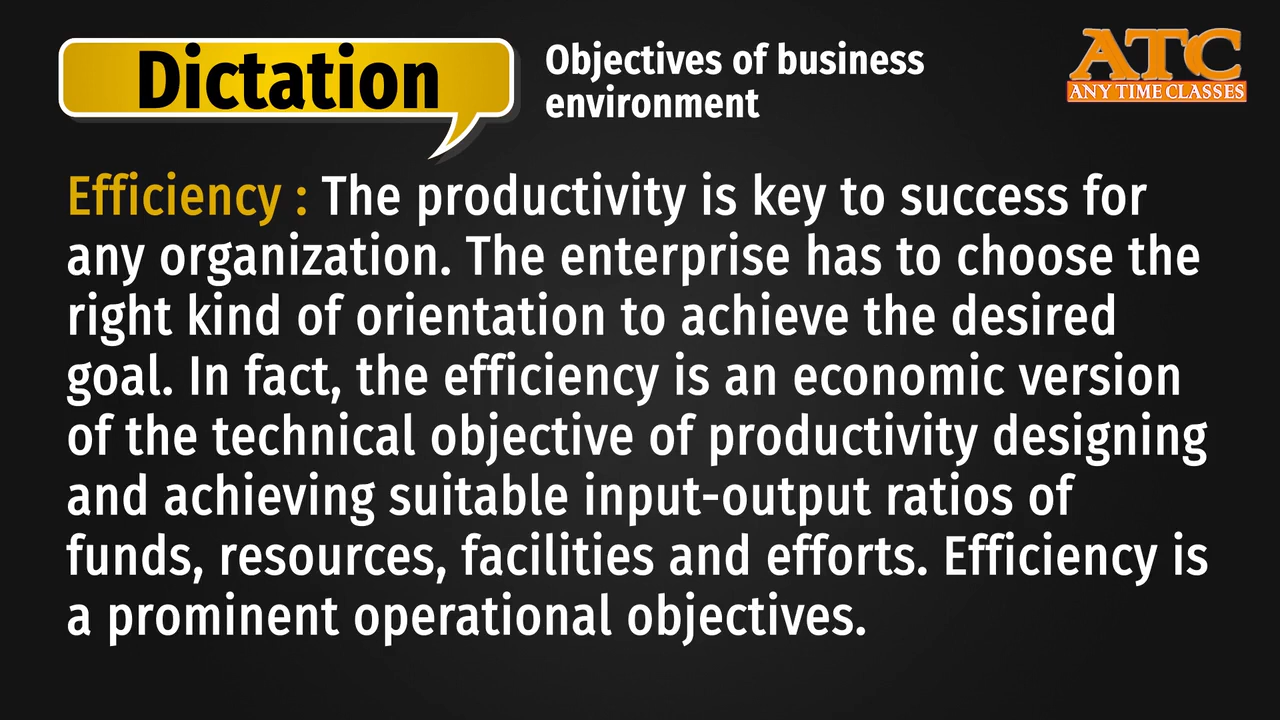 Dictation
Objectives of business
environment
ATC
ANY TIME CLASSES
Efficiency : The productivity is key to success for
any organization. The enterprise has to choose the
right kind of orientation to achieve the desired
goal. In fact, the efficiency is an economic version
of the technical objective of productivity designing
and achieving suitable input-output ratios of
funds, resources, facilities and efforts. Efficiency is
a prominent operational objectives.